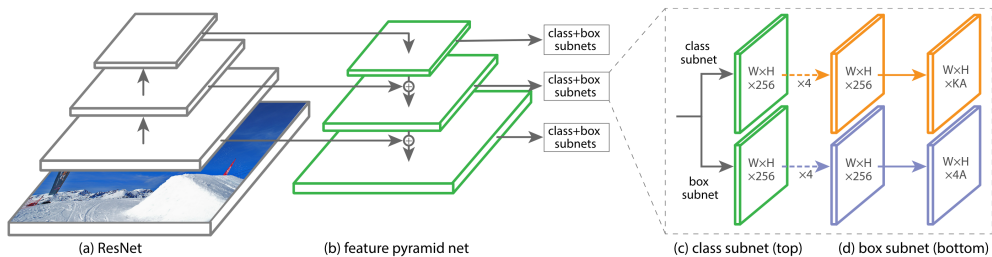 class+box
subnets
class+box
subnets
class+box
subnets
class
subnet
box
subnet
W×H
×256
×4
W×H
×256
W×H
×KA
W×H
×256
×4
W×H
×256
W×H
×4A
(a) ResNet
(b) feature pyramid net
(c) class subnet (top)
(d) box subnet (bottom)